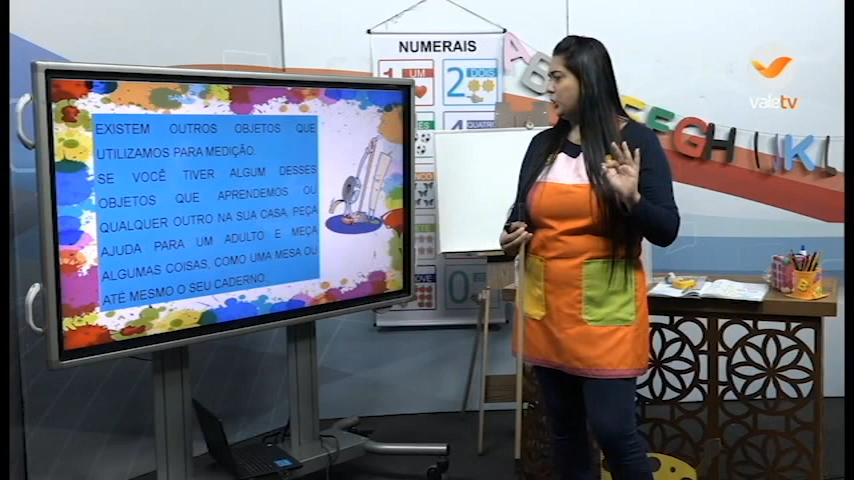 EXISTEM OUTROS OBJETOS QUE
UTILIZAMOS PARA MEDIÇÃO.
SE VOCÊ TIVER ALGUM DESSES
OBJETOS QUE APRENDEMOS OU
QUALQUER OUTRO NA SUA CASA, PEÇA
AJUDA PARA UM ADULTO E MEÇA
ALGUMAS COISAS, COMO UMA MESA OU
ATÉ MESMO O SEU CADERNO.
NUMERAIS
1 UM
2 DOIS
4 QUATRO
0
AB
EFGHIJKL
valetv